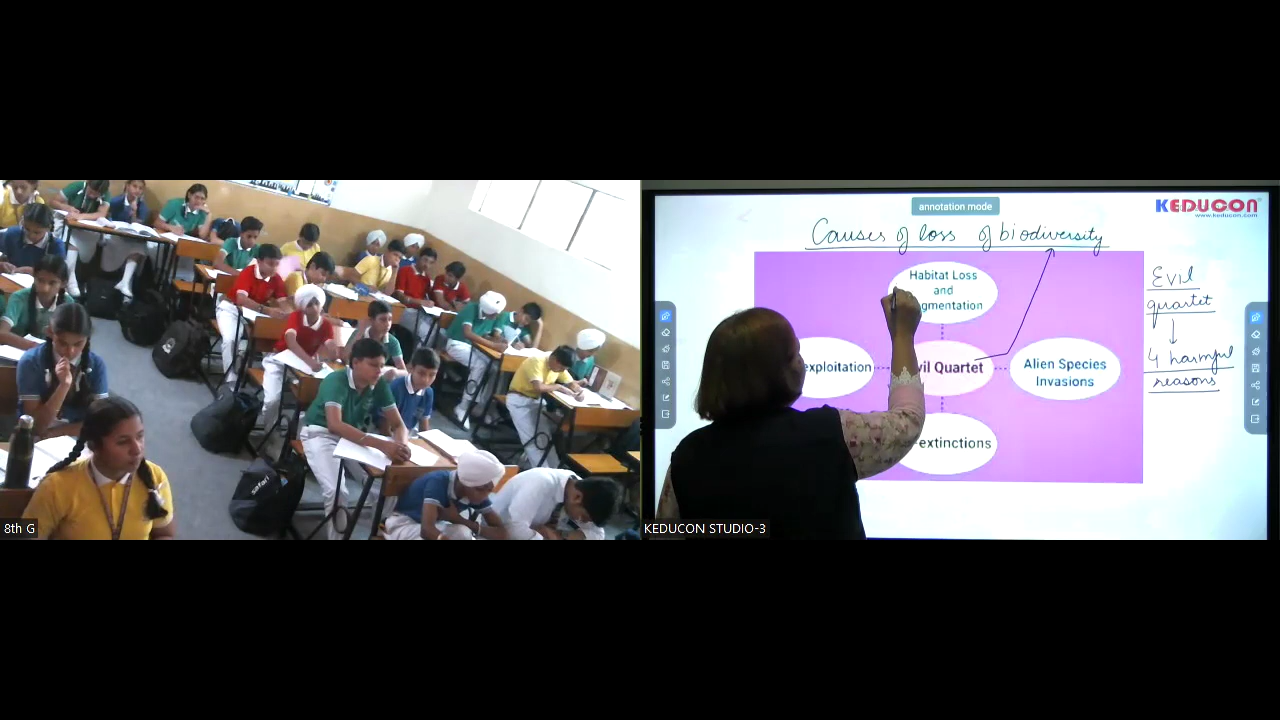 annotation mode
KEDUCON
www.keducon.com
Causes of loss of biodiversity
Habitat Loss
and
gmentation
exploitation
vil Quartet
Alien Species
Invasions
-extinctions
Evil
quartet
4 harmful
reasons
safari
8th G
KEDUCON STUDIO-3